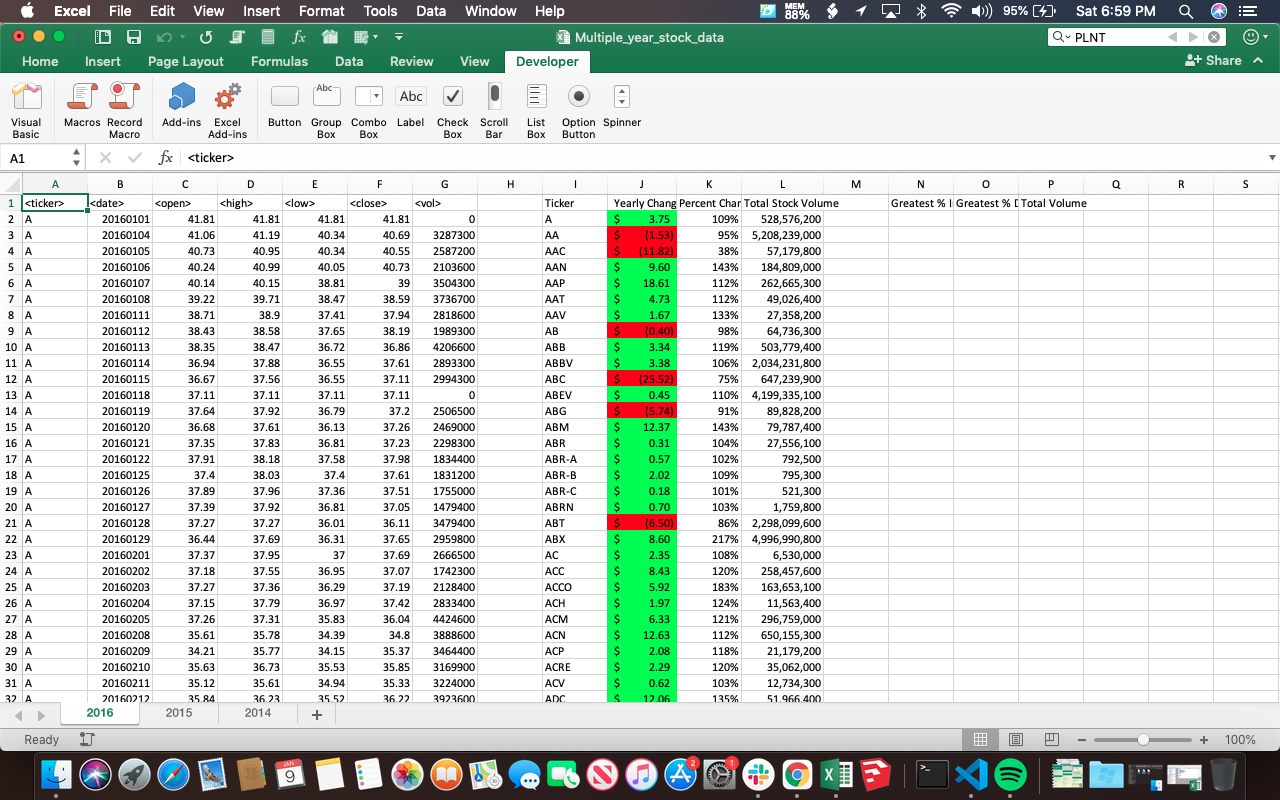 Excel File Edit View Insert Format Tools Data Window Help MEM 88% 95% Sat 6:59 PM
Multiple_year_stock_data PLNT
Home Insert Page Layout Formulas Data Review View Developer Share
Visual Basic Macros Record Macro Add-ins Excel Add-ins Button Group Box Combo Box Label Check Box Scroll Bar List Box Option Button Spinner
A1 fx <ticker>
A B C D E F G H I J K L M N O P Q R S
1 <ticker> <date> <open> <high> <low> <close> <vol> Ticker Yearly Chang Percent Char Total Stock Volume Greatest % I Greatest % D Total Volume
2 A 20160101 41.81 41.81 41.81 41.81 0 A $ 3.75 109% 528,576,200
3 A 20160104 41.06 41.19 40.34 40.69 3287300 AA $ (1.53) 95% 5,208,239,000
4 A 20160105 40.73 40.95 40.34 40.55 2587200 AAC $ (11.82) 38% 57,179,800
5 A 20160106 40.24 40.99 40.05 40.73 2103600 AAN $ 9.60 143% 184,809,000
6 A 20160107 40.14 40.15 38.81 39 3504300 AAP $ 18.61 112% 262,665,300
7 A 20160108 39.22 39.71 38.47 38.59 3736700 AAT $ 4.73 112% 49,026,400
8 A 20160111 38.71 38.9 37.41 37.94 2818600 AAV $ 1.67 133% 27,358,200
9 A 20160112 38.43 38.58 37.65 38.19 1989300 AB $ (0.40) 98% 64,736,300
10 A 20160113 38.35 38.47 36.72 36.86 4206600 ABB $ 3.34 119% 503,779,400
11 A 20160114 36.94 37.88 36.55 37.61 2893300 ABBV $ 3.38 106% 2,034,231,800
12 A 20160115 36.67 37.56 36.55 37.11 2994300 ABC $ (25.52) 75% 647,239,900
13 A 20160118 37.11 37.11 37.11 37.11 0 ABEV $ 0.45 110% 4,199,335,100
14 A 20160119 37.64 37.92 36.79 37.2 2506500 ABG $ (5.74) 91% 89,828,200
15 A 20160120 36.68 37.61 36.13 37.26 2469000 ABM $ 12.37 143% 79,787,400
16 A 20160121 37.35 37.83 36.81 37.23 2298300 ABR $ 0.31 104% 27,556,100
17 A 20160122 37.91 38.18 37.58 37.98 1834400 ABR-A $ 0.57 102% 792,500
18 A 20160125 37.4 38.03 37.4 37.61 1831200 ABR-B $ 2.02 109% 795,300
19 A 20160126 37.89 37.96 37.36 37.51 1755000 ABR-C $ 0.18 101% 521,300
20 A 20160127 37.39 37.92 36.81 37.05 1479400 ABRN $ 0.70 103% 1,759,800
21 A 20160128 37.27 37.27 36.01 36.11 3479400 ABT $ (6.50) 86% 2,298,099,600
22 A 20160129 36.44 37.69 36.31 37.65 2959800 ABX $ 8.60 217% 4,996,990,800
23 A 20160201 37.37 37.95 37 37.69 2666500 AC $ 2.35 108% 6,530,000
24 A 20160202 37.18 37.55 36.95 37.07 1742300 ACC $ 8.43 120% 258,457,600
25 A 20160203 37.27 37.36 36.29 37.19 2128400 ACCO $ 5.92 183% 163,653,100
26 A 20160204 37.15 37.79 36.97 37.42 2833400 ACH $ 1.97 124% 11,563,400
27 A 20160205 37.26 37.31 35.83 36.04 4424600 ACM $ 6.33 121% 296,759,000
28 A 20160208 35.61 35.78 34.39 34.8 3888600 ACN $ 12.63 112% 650,155,300
29 A 20160209 34.21 35.77 34.15 35.37 3464400 ACP $ 2.08 118% 21,179,200
30 A 20160210 35.63 36.73 35.53 35.85 3169900 ACRE $ 2.29 120% 35,062,000
31 A 20160211 35.12 35.61 34.94 35.33 3224000 ACV $ 0.62 103% 12,734,300
32 A 20160212 35.84 36.23 35.52 36.22 3923600 ADC $ 12.06 135% 51,966,400
2016 2015 2014 +
Ready 100%
JAN 9 2 1